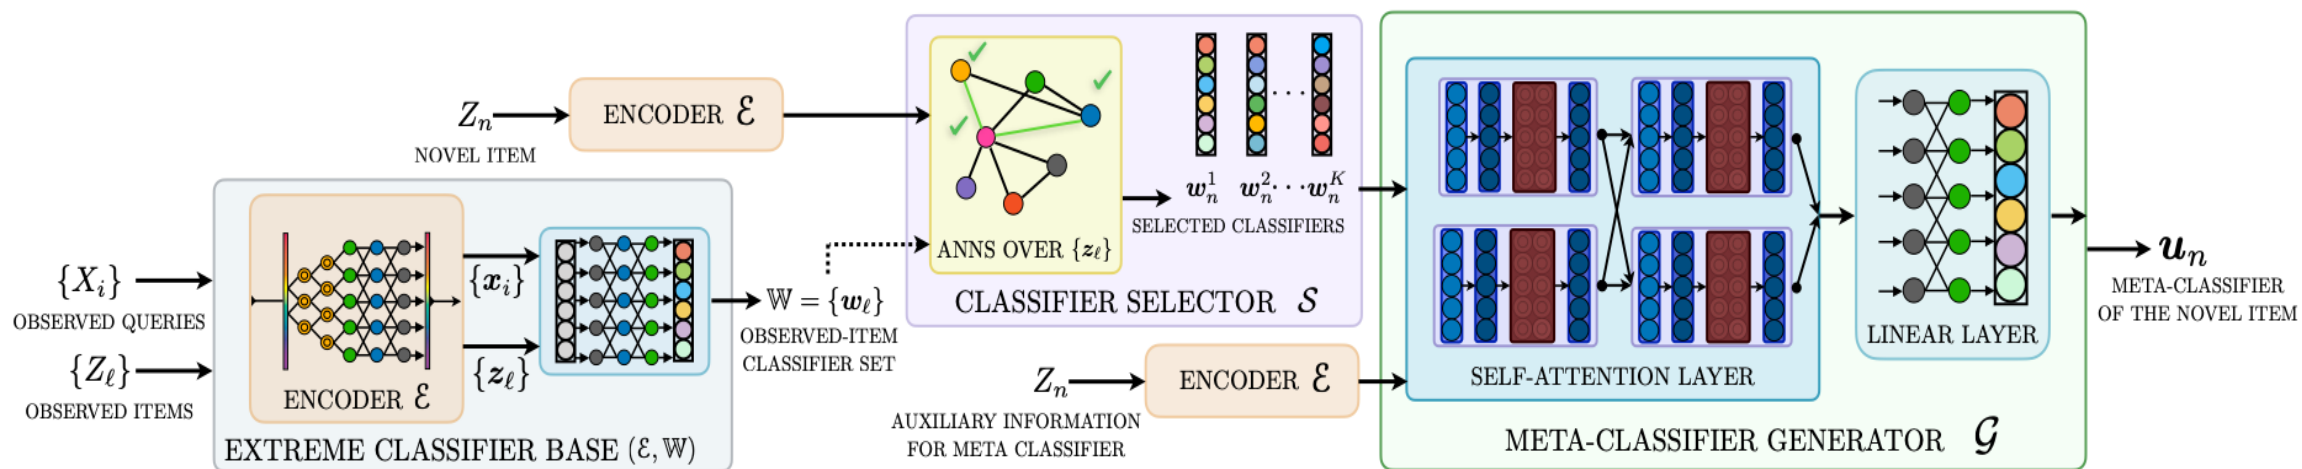 {X_i}
OBSERVED QUERIES
{Z_ℓ}
OBSERVED ITEMS
ENCODER ℰ
{x_i}
{z_ℓ}
EXTREME CLASSIFIER BASE (ℰ, 𝕎)
𝕎 = {w_ℓ}
OBSERVED-ITEM
CLASSIFIER SET
Z_n
NOVEL ITEM
ENCODER ℰ
ANNS OVER {z_ℓ}
w_n^1 w_n^2 ··· w_n^K
SELECTED CLASSIFIERS
CLASSIFIER SELECTOR 𝒮
Z_n
AUXILIARY INFORMATION
FOR META CLASSIFIER
ENCODER ℰ
SELF-ATTENTION LAYER
LINEAR LAYER
META-CLASSIFIER GENERATOR 𝒢
u_n
META-CLASSIFIER
OF THE NOVEL ITEM